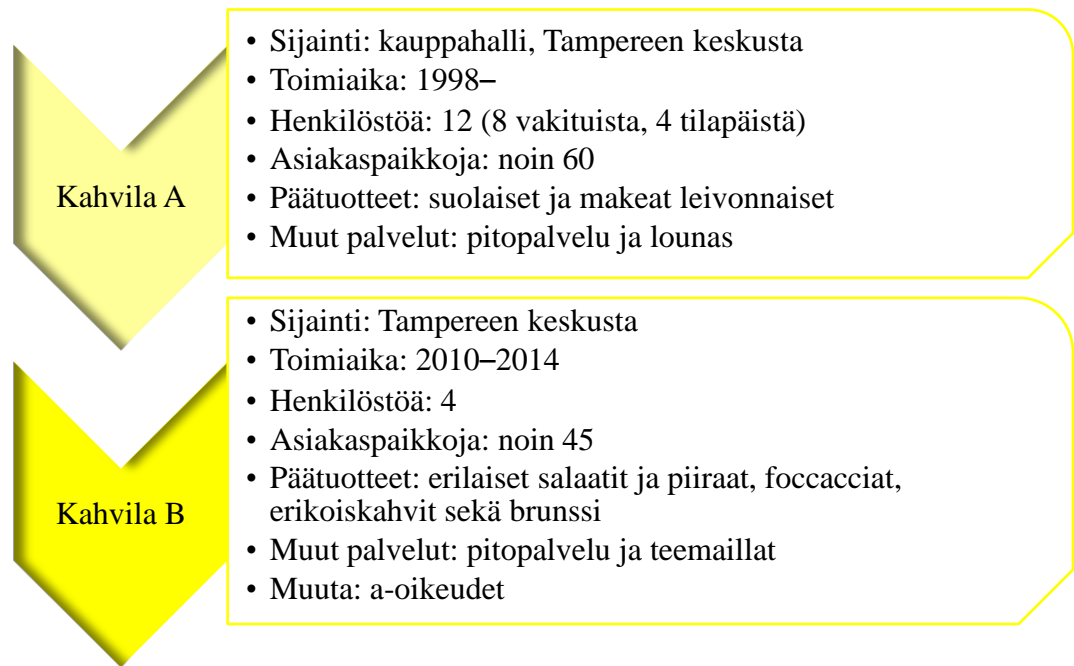 Kahvila A
• Sijainti: kauppahalli, Tampereen keskusta
• Toimiaika: 1998–
• Henkilöstöä: 12 (8 vakituista, 4 tilapäistä)
• Asiakaspaikkoja: noin 60
• Päätuotteet: suolaiset ja makeat leivonnaiset
• Muut palvelut: pitopalvelu ja lounas
Kahvila B
• Sijainti: Tampereen keskusta
• Toimiaika: 2010–2014
• Henkilöstöä: 4
• Asiakaspaikkoja: noin 45
• Päätuotteet: erilaiset salaatit ja piiraat, foccacciat,
erikoiskahvit sekä brunssi
• Muut palvelut: pitopalvelu ja teemaillat
• Muuta: a-oikeudet